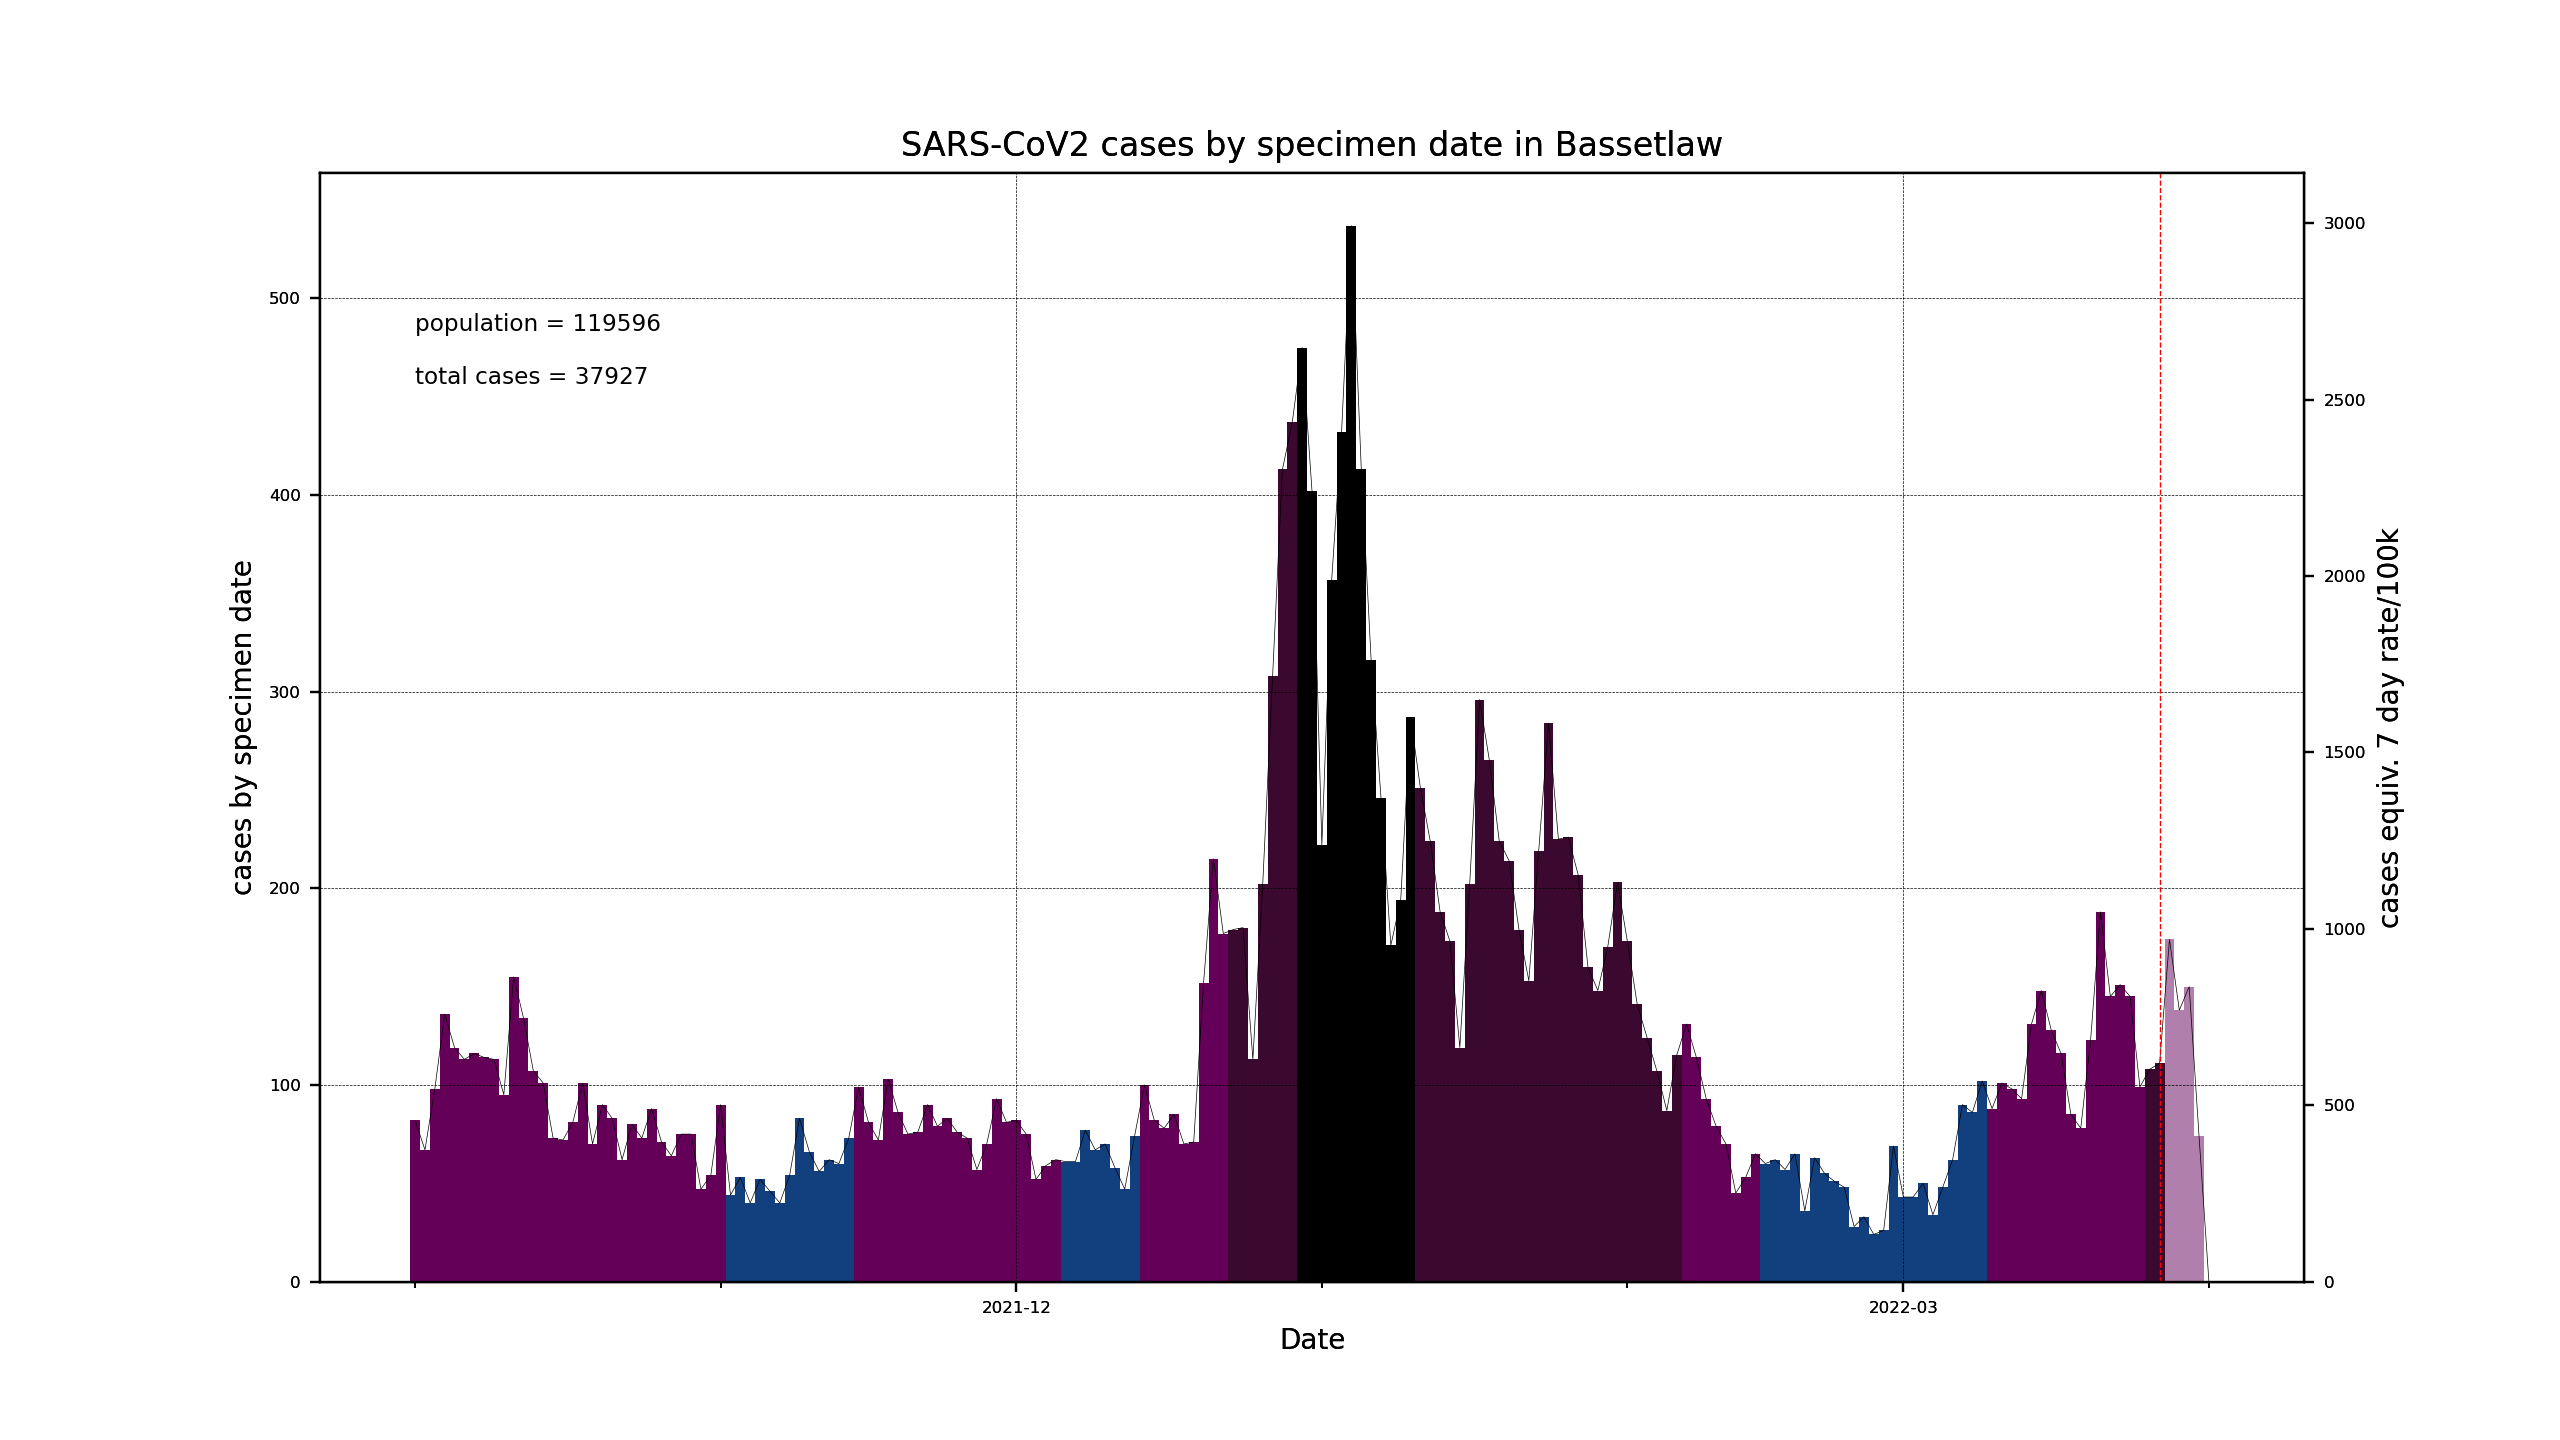 SARS-CoV2 cases by specimen date in Bassetlaw
population = 119596
total cases = 37927
cases by specimen date
500
400
300
200
100
0
3000
2500
2000
1500
1000
500
0
cases equiv. 7 day rate/100k
2021-12
2022-03
Date